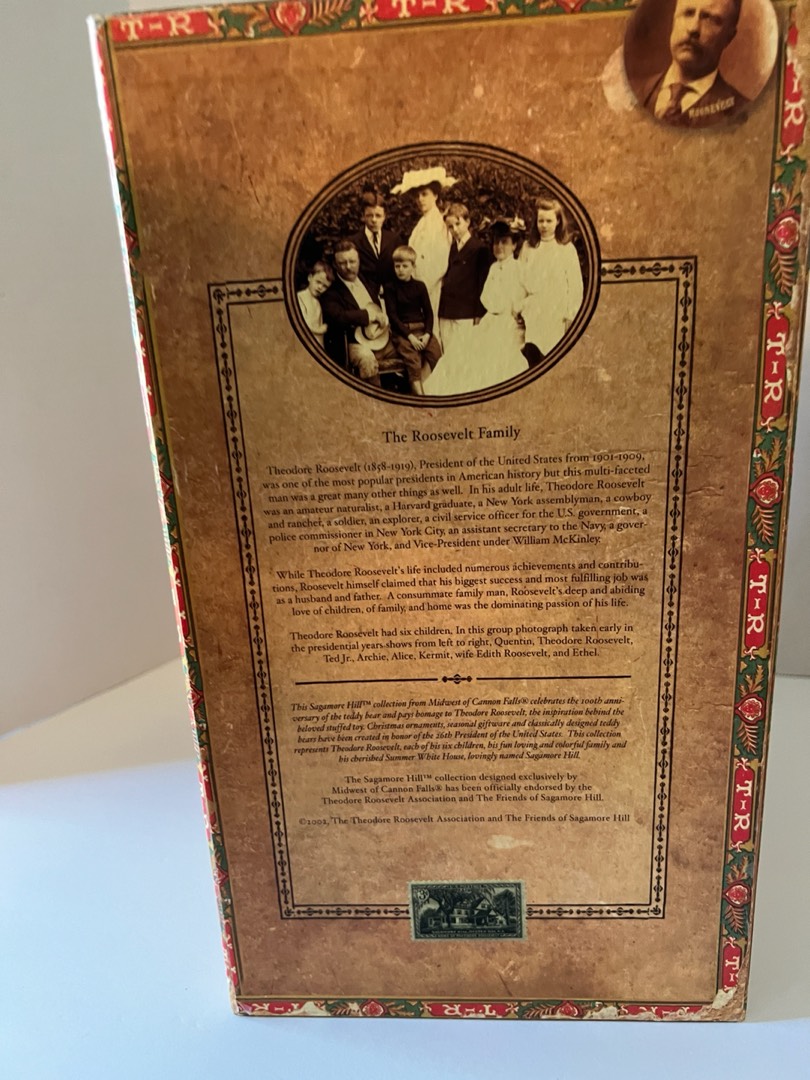 T·R T·R T·R
ROOSEVELT
The Roosevelt Family
Theodore Roosevelt (1858-1919), President of the United States from 1901-1909,
was one of the most popular presidents in American history but this multi-faceted
man was a great many other things as well. In his adult life, Theodore Roosevelt
was an amateur naturalist, a Harvard graduate, a New York assemblyman, a cowboy
and rancher, a soldier, an explorer, a civil service officer for the U.S. government, a
police commissioner in New York City, an assistant secretary to the Navy, a gover-
nor of New York, and Vice-President under William McKinley.
While Theodore Roosevelt's life included numerous achievements and contribu-
tions, Roosevelt himself claimed that his biggest success and most fulfilling job was
as a husband and father. A consummate family man, Roosevelt's deep and abiding
love of children, of family, and home was the dominating passion of his life.
Theodore Roosevelt had six children. In this group photograph taken early in
the presidential years shows from left to right, Quentin, Theodore Roosevelt,
Ted Jr., Archie, Alice, Kermit, wife Edith Roosevelt, and Ethel.
This Sagamore Hill™ collection from Midwest of Cannon Falls® celebrates the 100th anni-
versary of the teddy bear and pays homage to Theodore Roosevelt, the inspiration behind the
beloved stuffed toy. Christmas ornaments, seasonal giftware and classically designed teddy
bears have been created in honor of the 26th President of the United States. This collection
represents Theodore Roosevelt, each of his six children, his fun loving and colorful family and
his cherished Summer White House, lovingly named Sagamore Hill.
The Sagamore Hill™ collection designed exclusively by
Midwest of Cannon Falls® has been officially endorsed by the
Theodore Roosevelt Association and The Friends of Sagamore Hill.
©2002, The Theodore Roosevelt Association and The Friends of Sagamore Hill
3¢
T·R
T·R
T·R
T·R
T·R
T·R